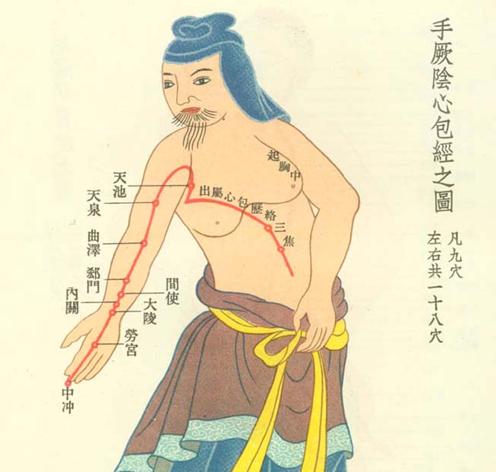 手厥陰心包經之圖
凡九穴
左右共一十八穴
起胸中
出屬心包
歷絡三焦
天池
天泉
曲澤
郄門
間使
內關
大陵
勞宮
中冲